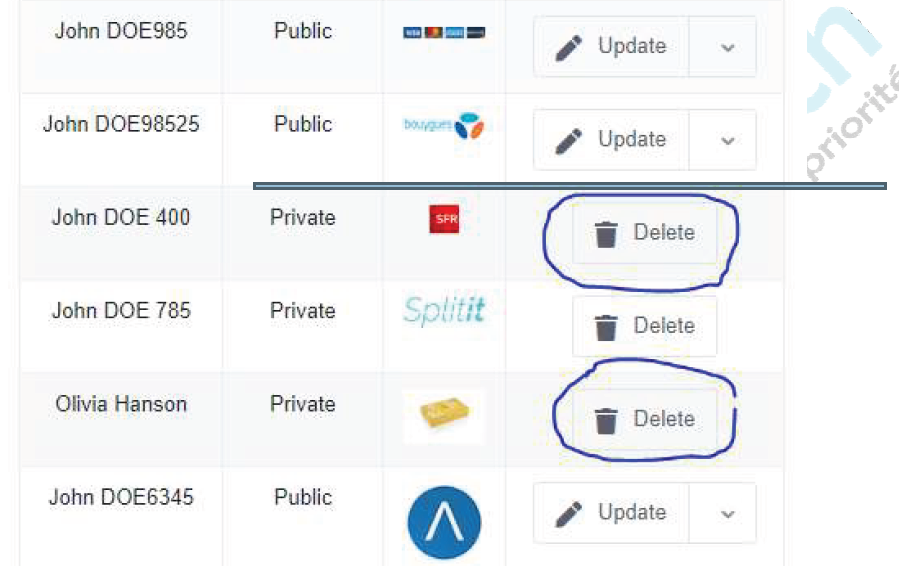 John DOE985 Public VISA Update
John DOE98525 Public bouygues Update
John DOE 400 Private SFR Delete
John DOE 785 Private Splitit Delete
Olivia Hanson Private Delete
John DOE6345 Public Update
priorité